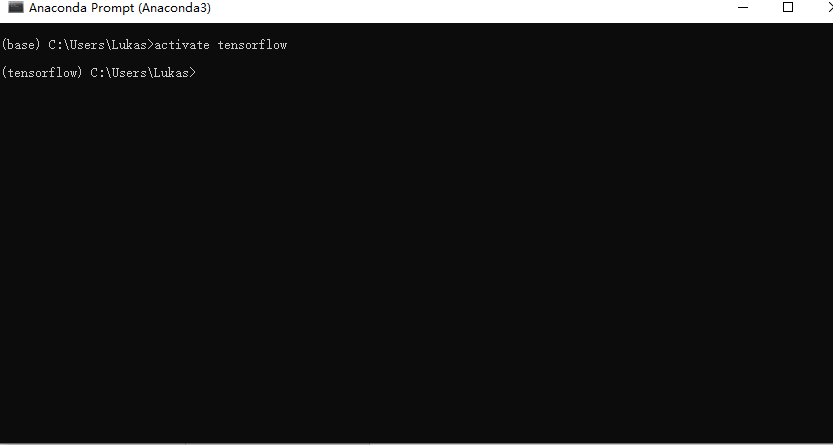 Anaconda Prompt (Anaconda3)
(base) C:\Users\Lukas>activate tensorflow
(tensorflow) C:\Users\Lukas>